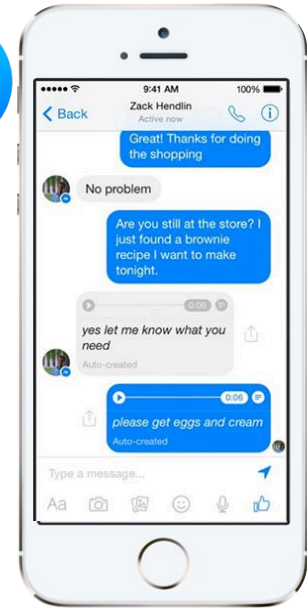 9:41 AM
100%
Back
Zack Hendlin
Active now
Great! Thanks for doing
the shopping
No problem
Are you still at the store? I
just found a brownie
recipe I want to make
tonight.
0:06
yes let me know what you
need
Auto-created
0:06
please get eggs and cream
Auto-created
Type a message...
Aa